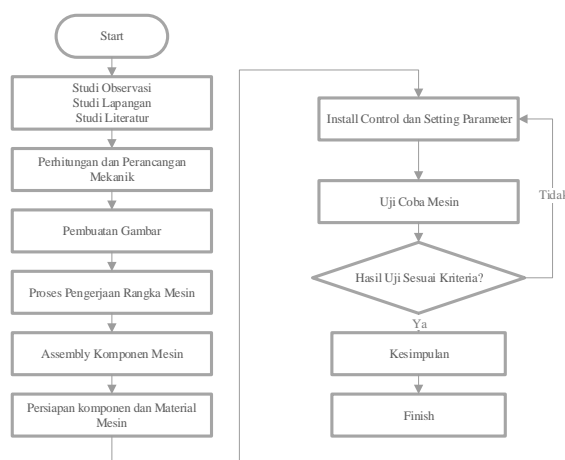 Start
Studi Observasi
Studi Lapangan
Studi Literatur
Perhitungan dan Perancangan
Mekanik
Pembuatan Gambar
Proses Pengerjaan Rangka Mesin
Assembly Komponen Mesin
Persiapan komponen dan Material
Mesin
Install Control dan Setting Parameter
Uji Coba Mesin
Tidak
Hasil Uji Sesuai Kriteria?
Ya
Kesimpulan
Finish